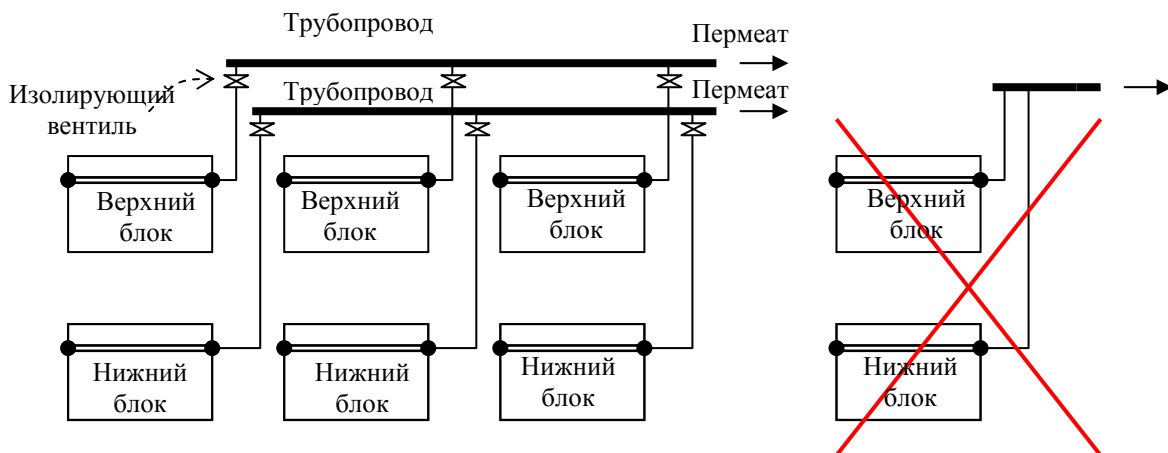 Трубопровод
Пермеат
Изолирующий
вентиль
Трубопровод
Пермеат
Верхний
блок
Верхний
блок
Верхний
блок
Верхний
блок
Нижний
блок
Нижний
блок
Нижний
блок
Нижний
блок